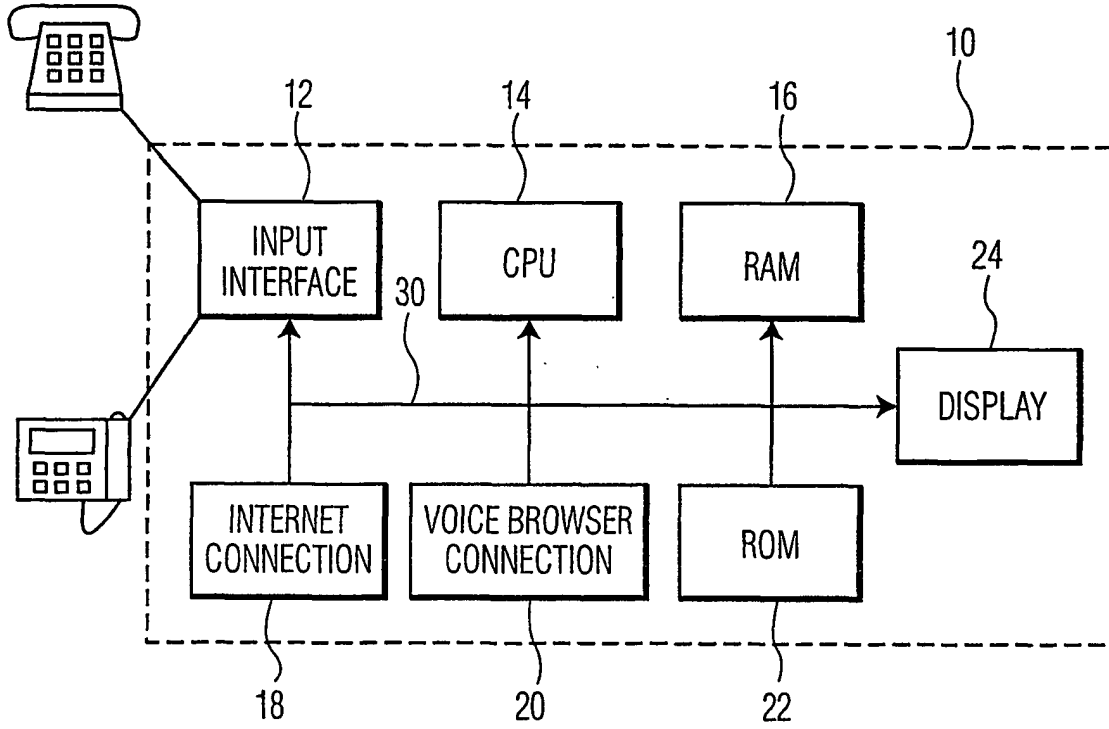 10
12
14
16
INPUT
INTERFACE
CPU
RAM
30
24
DISPLAY
INTERNET
CONNECTION
VOICE BROWSER
CONNECTION
ROM
18
20
22